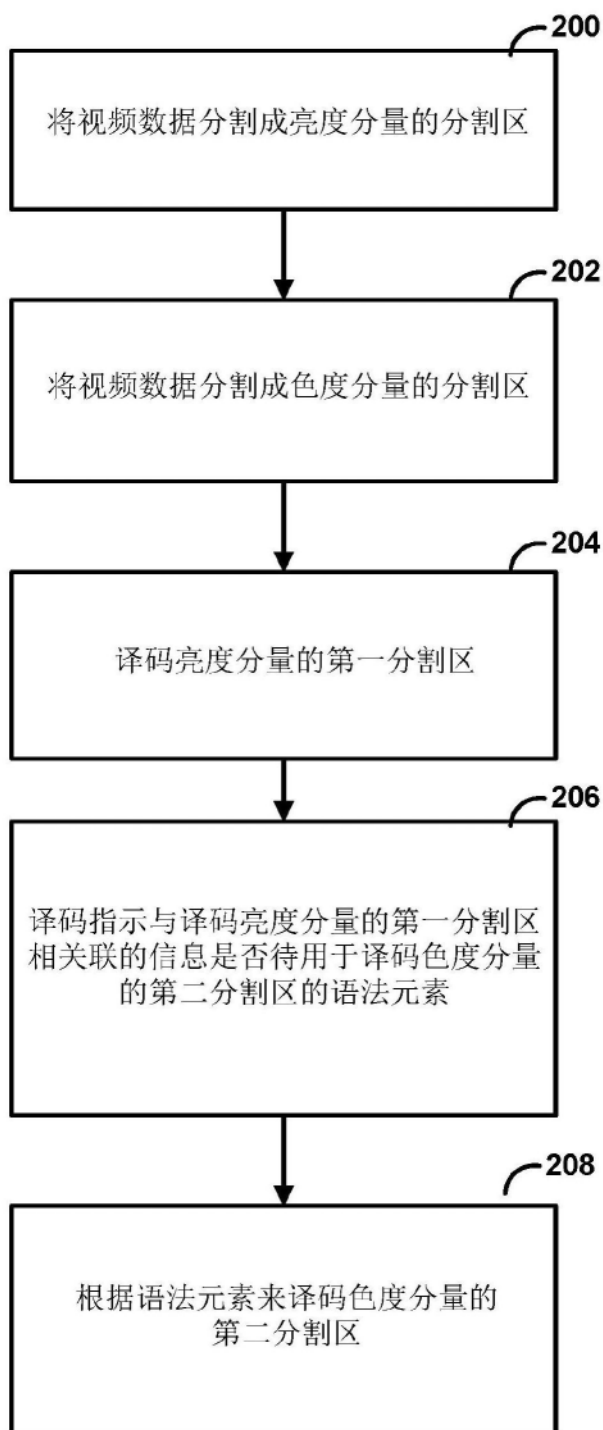 200
将视频数据分割成亮度分量的分割区
202
将视频数据分割成色度分量的分割区
204
译码亮度分量的第一分割区
206
译码指示与译码亮度分量的第一分割区
相关联的信息是否待用于译码色度分量
的第二分割区的语法元素
208
根据语法元素来译码色度分量的
第二分割区